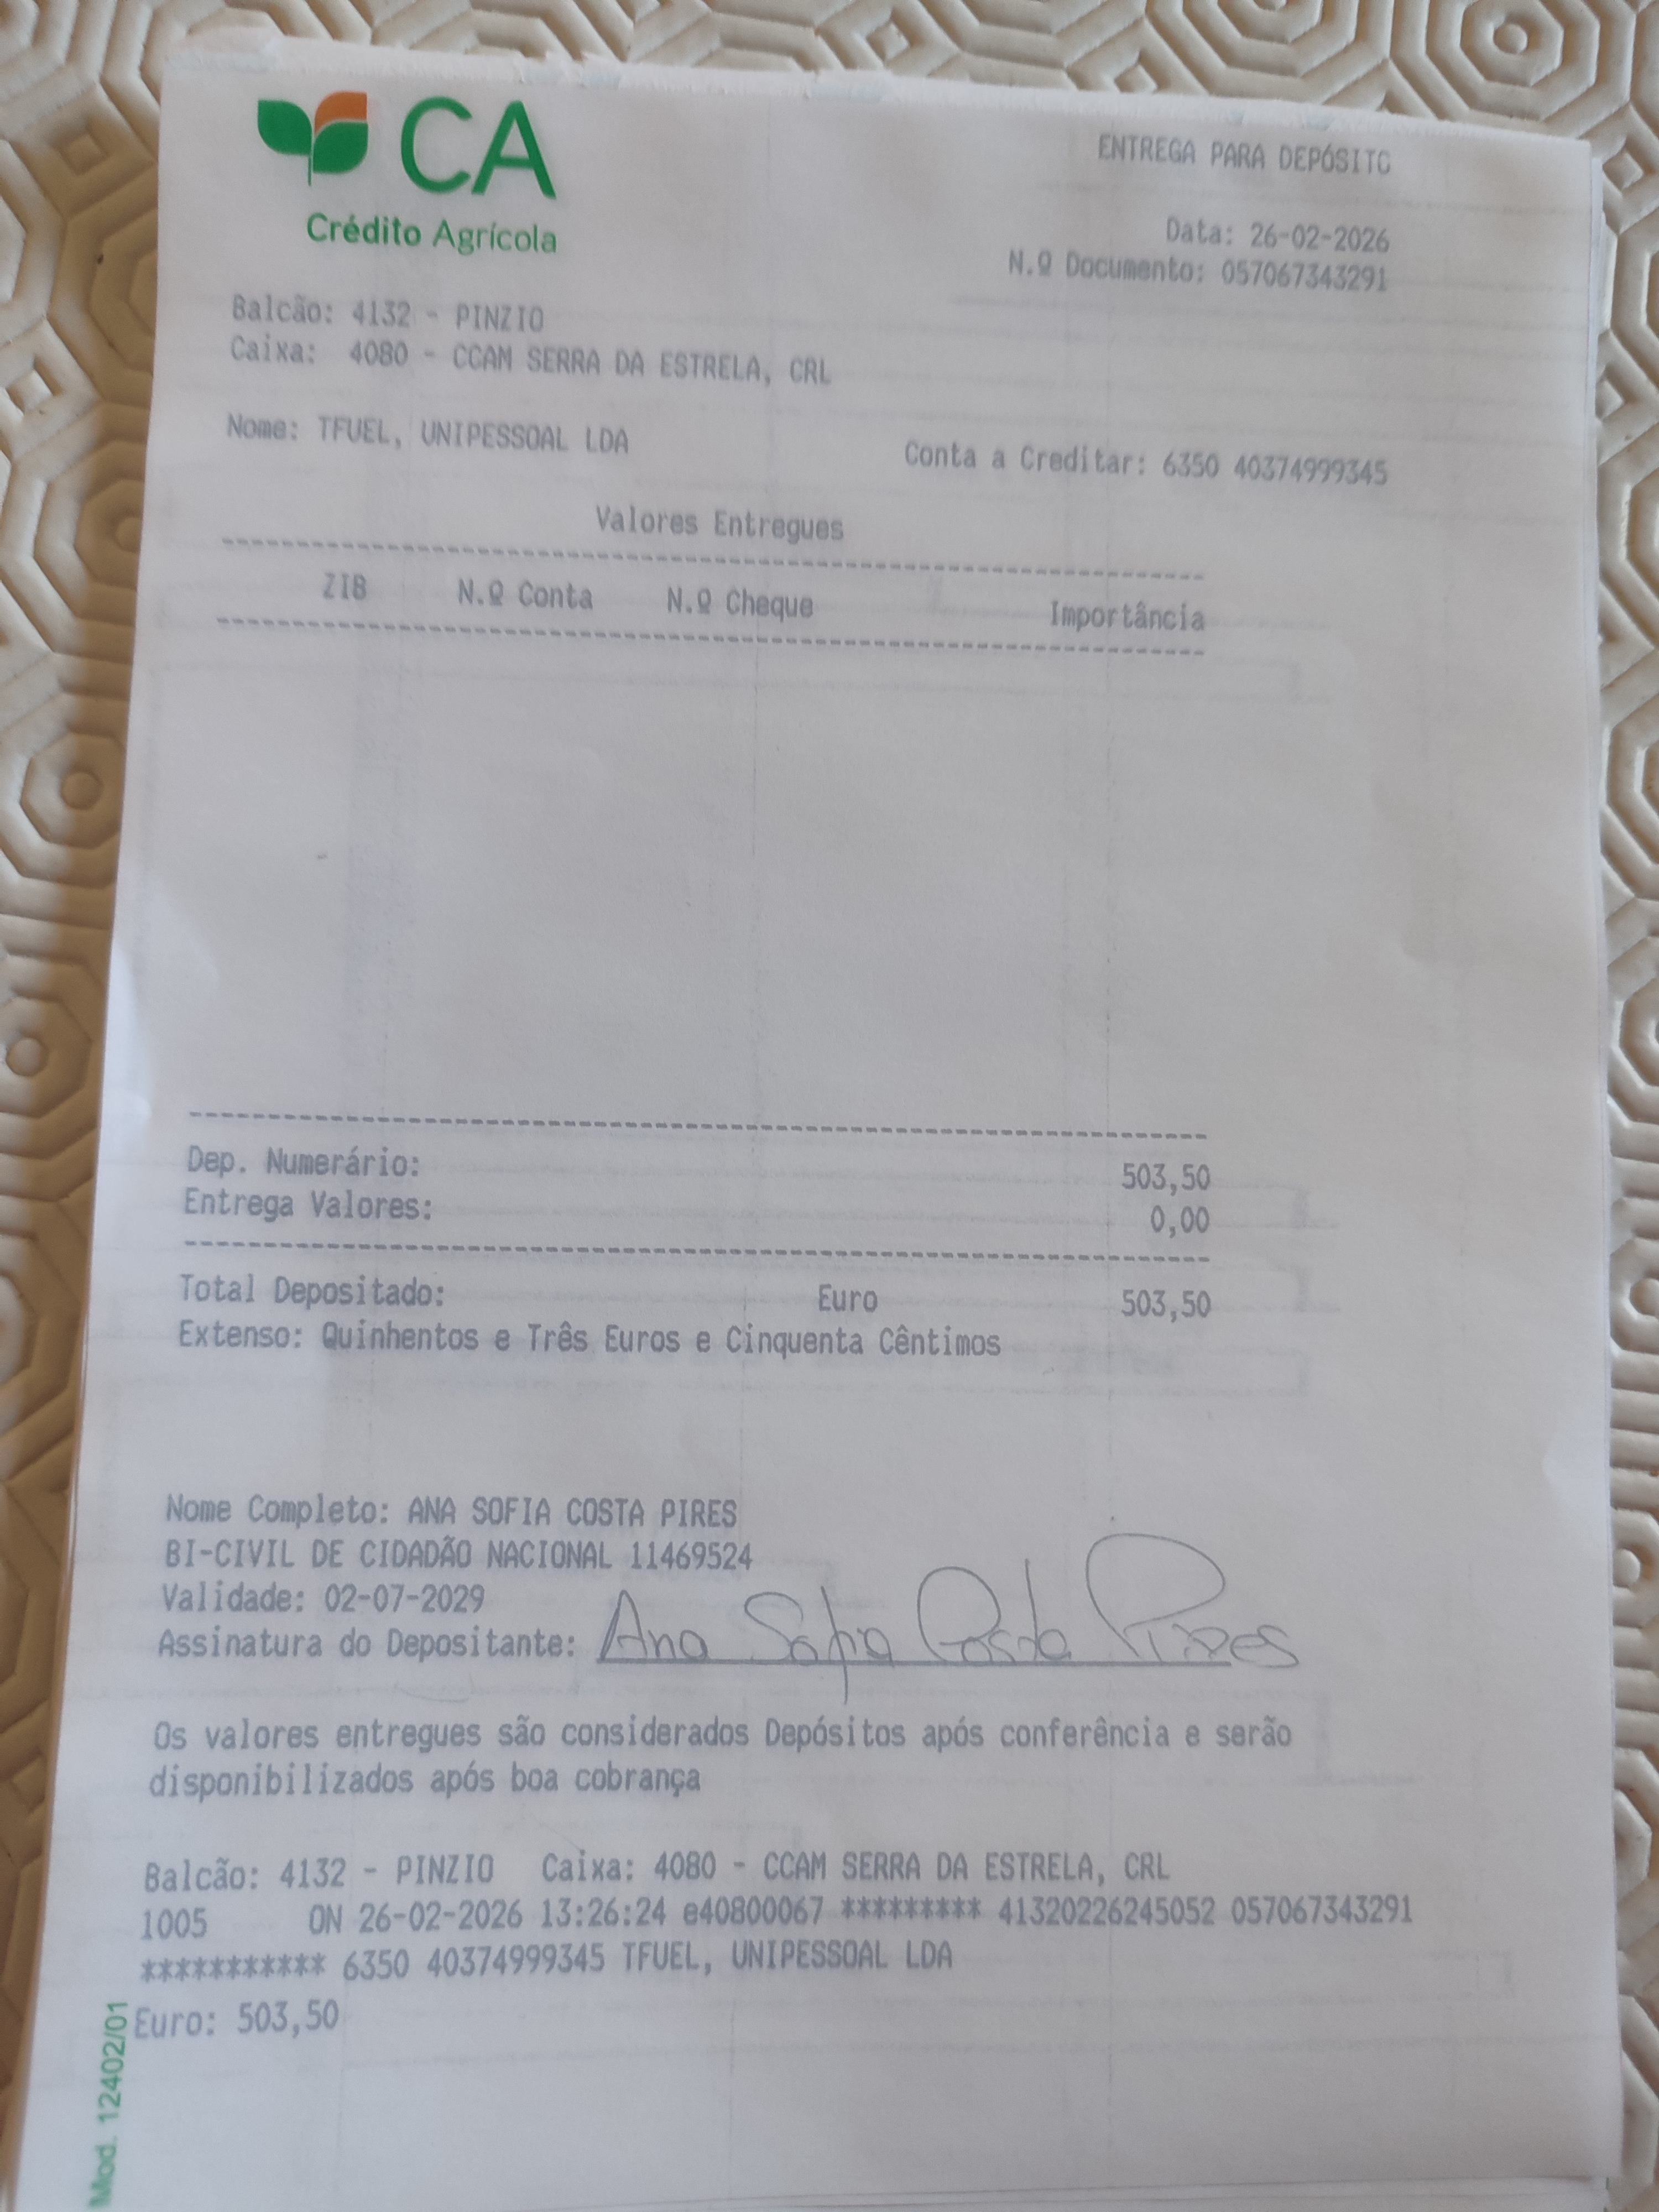 CA
Crédito Agrícola
ENTREGA PARA DEPÓSITO
Data: 26-02-2026
N.º Documento: 057067343291
Balcão: 4132 - PINZIO
Caixa: 4080 - CCAM SERRA DA ESTRELA, CRL
Nome: TFUEL, UNIPESSOAL LDA
Conta a Creditar: 6350 40374999345
Valores Entregues
ZIB N.º Conta N.º Cheque Importância
Dep. Numerário: 503,50
Entrega Valores: 0,00
Total Depositado: Euro 503,50
Extenso: Quinhentos e Três Euros e Cinquenta Cêntimos
Nome Completo: ANA SOFIA COSTA PIRES
BI-CIVIL DE CIDADÃO NACIONAL 11469524
Validade: 02-07-2029
Assinatura do Depositante: Ana Sofia Costa Pires
Os valores entregues são considerados Depósitos após conferência e serão
disponibilizados após boa cobrança
Balcão: 4132 - PINZIO Caixa: 4080 - CCAM SERRA DA ESTRELA, CRL
1005 ON 26-02-2026 13:26:24 e40800067 ********* 41320226245052 057067343291
*********** 6350 40374999345 TFUEL, UNIPESSOAL LDA
Euro: 503,50
Mod. 12402/01